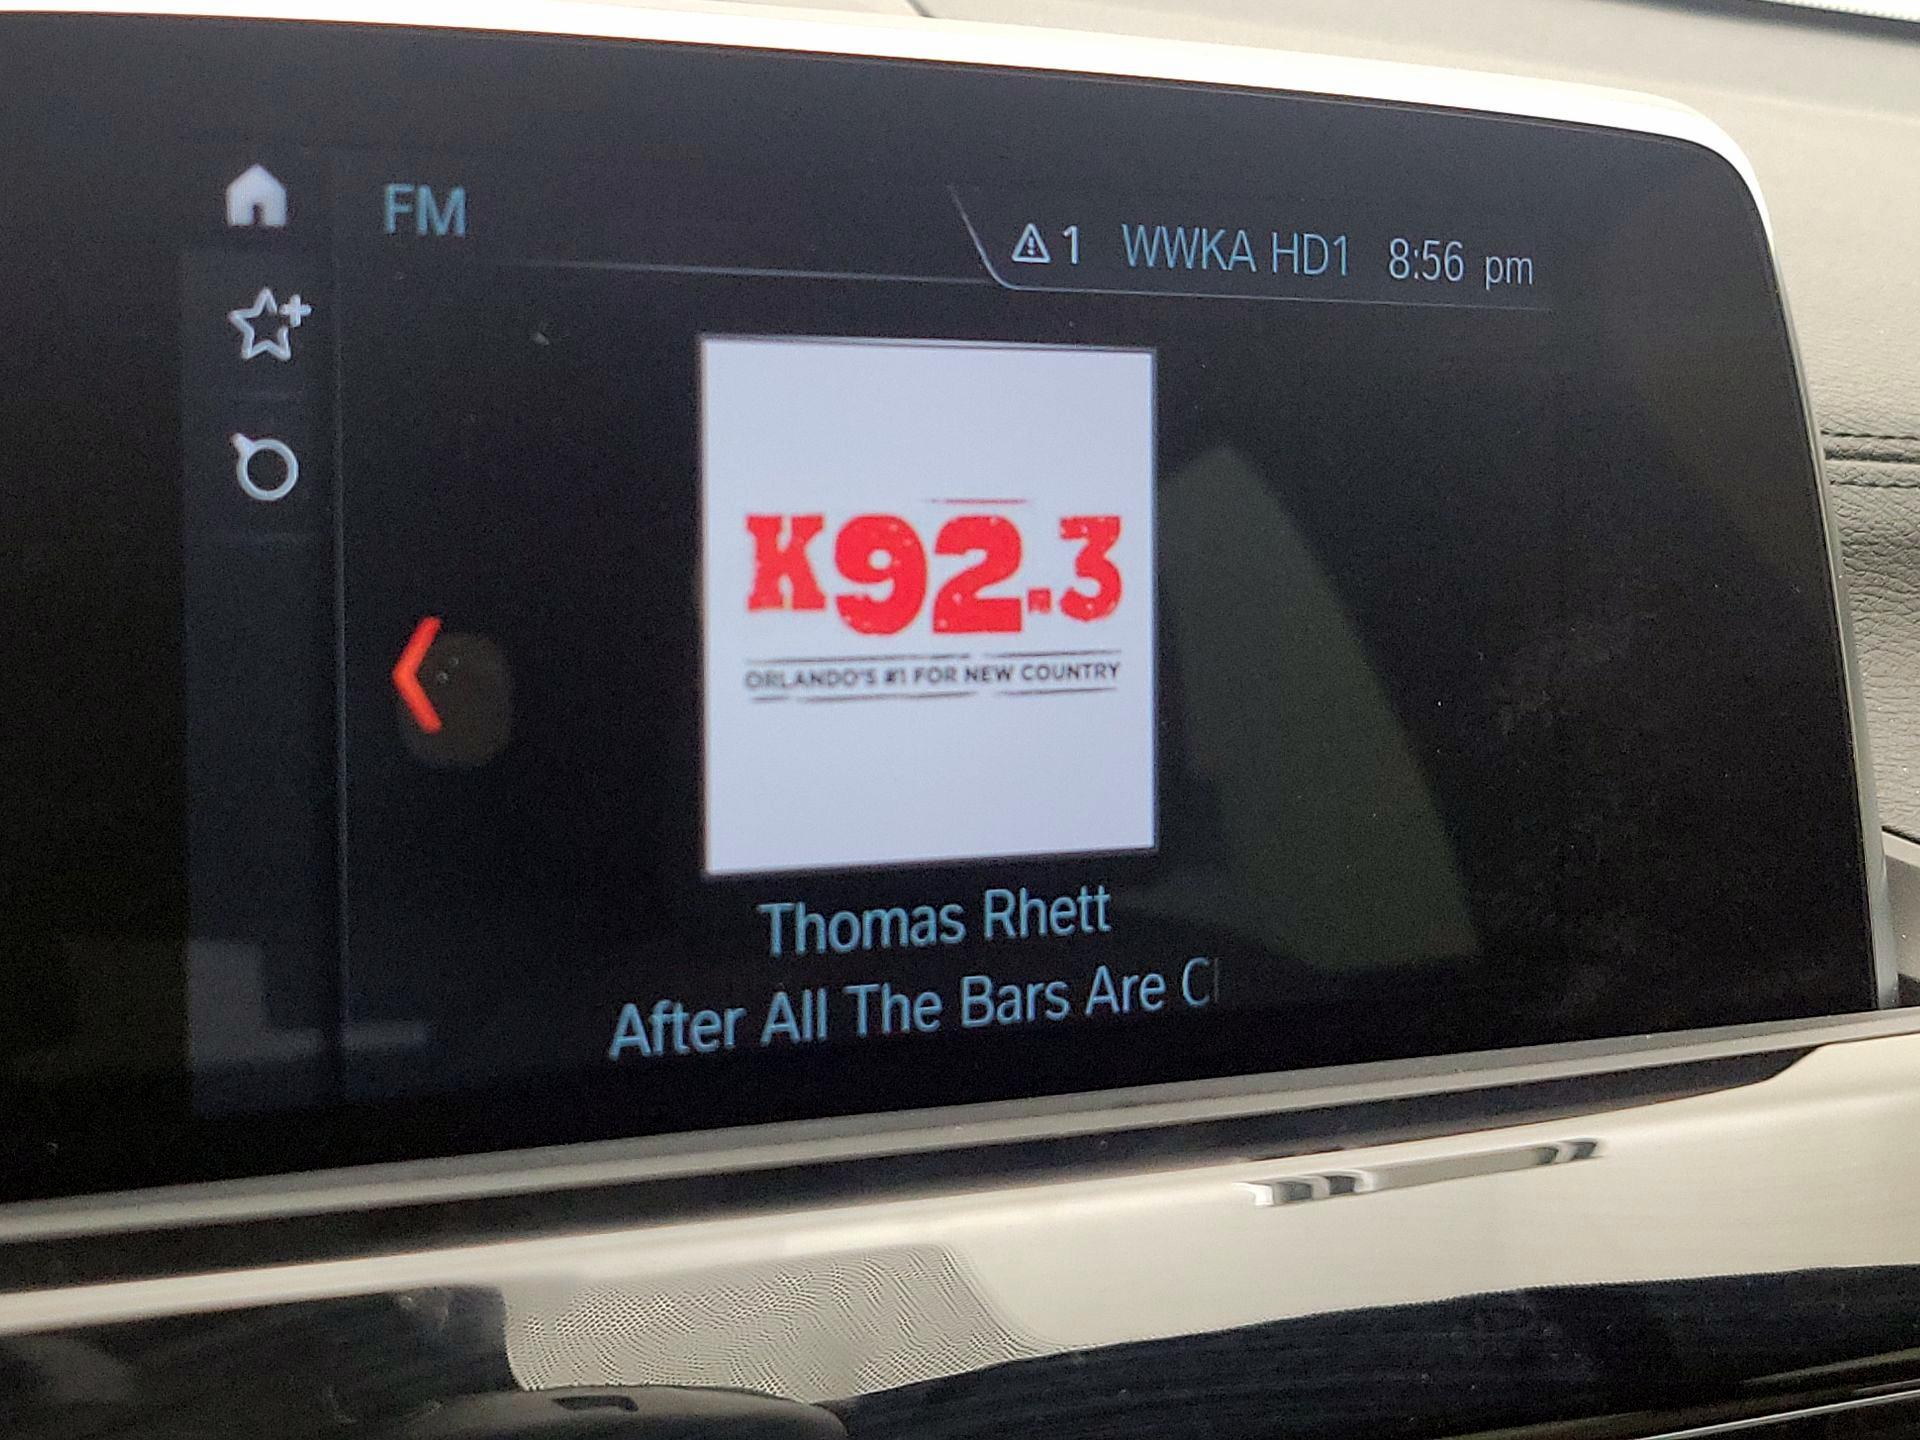 FM
1 WWKA HD1 8:56 pm
K92.3
ORLANDO'S #1 FOR NEW COUNTRY
Thomas Rhett
After All The Bars Are Cl